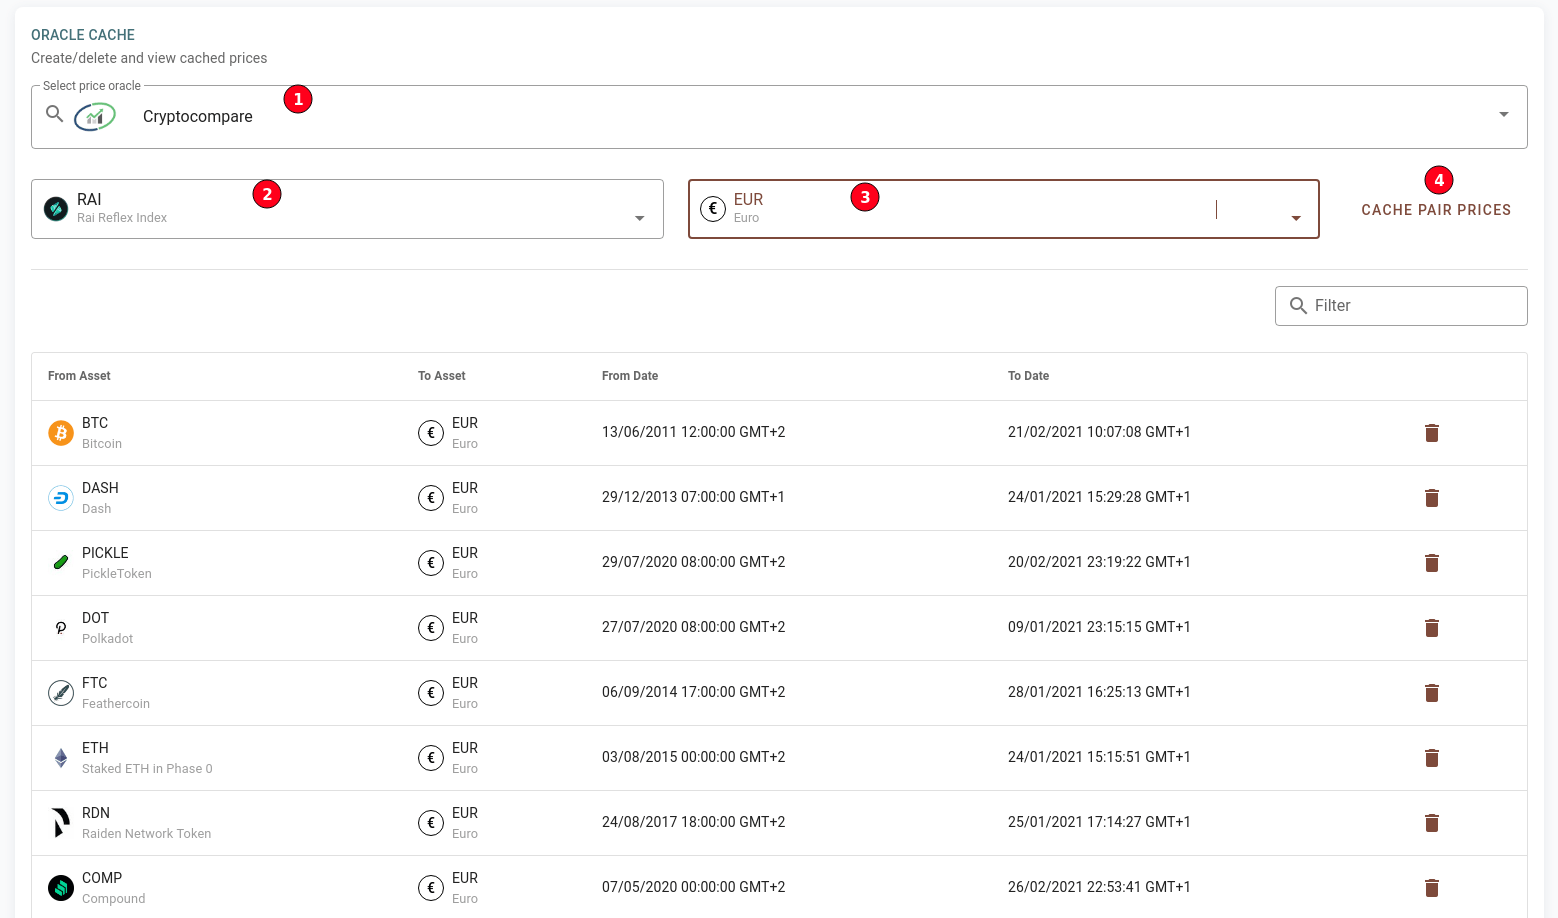 ORACLE CACHE
Create/delete and view cached prices
Select price oracle
Cryptocompare
1
RAI
Rai Reflex Index
2
EUR
Euro
3
4
CACHE PAIR PRICES
Filter
From Asset To Asset From Date To Date
BTC EUR
13/06/2011 12:00:00 GMT+2 21/02/2021 10:07:08 GMT+1
Bitcoin Euro
DASH EUR
29/12/2013 07:00:00 GMT+1 24/01/2021 15:29:28 GMT+1
Dash Euro
PICKLE EUR
29/07/2020 08:00:00 GMT+2 20/02/2021 23:19:22 GMT+1
PickleToken Euro
DOT EUR
27/07/2020 08:00:00 GMT+2 09/01/2021 23:15:15 GMT+1
Polkadot Euro
FTC EUR
06/09/2014 17:00:00 GMT+2 28/01/2021 16:25:13 GMT+1
Feathercoin Euro
ETH EUR
03/08/2015 00:00:00 GMT+2 24/01/2021 15:15:51 GMT+1
Staked ETH in Phase 0 Euro
RDN EUR
24/08/2017 18:00:00 GMT+2 25/01/2021 17:14:27 GMT+1
Raiden Network Token Euro
COMP EUR
07/05/2020 00:00:00 GMT+2 26/02/2021 22:53:41 GMT+1
Compound Euro